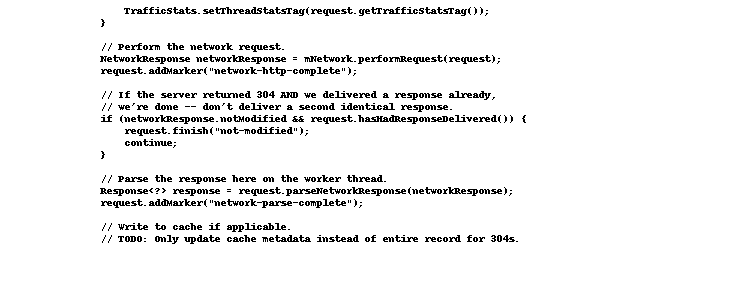 TrafficStats.setThreadStatsTag(request.getTrafficStatsTag());
}
// Perform the network request.
NetworkResponse networkResponse = mNetwork.performRequest(request);
request.addMarker("network-http-complete");
// If the server returned 304 AND we delivered a response already,
// we're done -- don't deliver a second identical response.
if (networkResponse.notModified && request.hasHadResponseDelivered()) {
request.finish("not-modified");
continue;
}
// Parse the response here on the worker thread.
Response<?> response = request.parseNetworkResponse(networkResponse);
request.addMarker("network-parse-complete");
// Write to cache if applicable.
// TODO: Only update cache metadata instead of entire record for 304s.